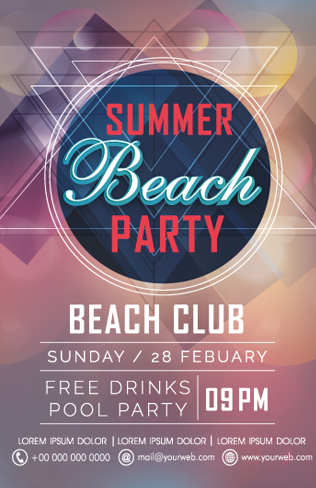 SUMMER
Beach
PARTY
BEACH CLUB
SUNDAY / 28 FEBUARY
FREE DRINKS
POOL PARTY
09 PM
LOREM IPSUM DOLOR | LOREM IPSUM DOLOR | LOREM IPSUM DOLOR
+00 000 000 0000 mail@yourweb.com www.yourweb.com